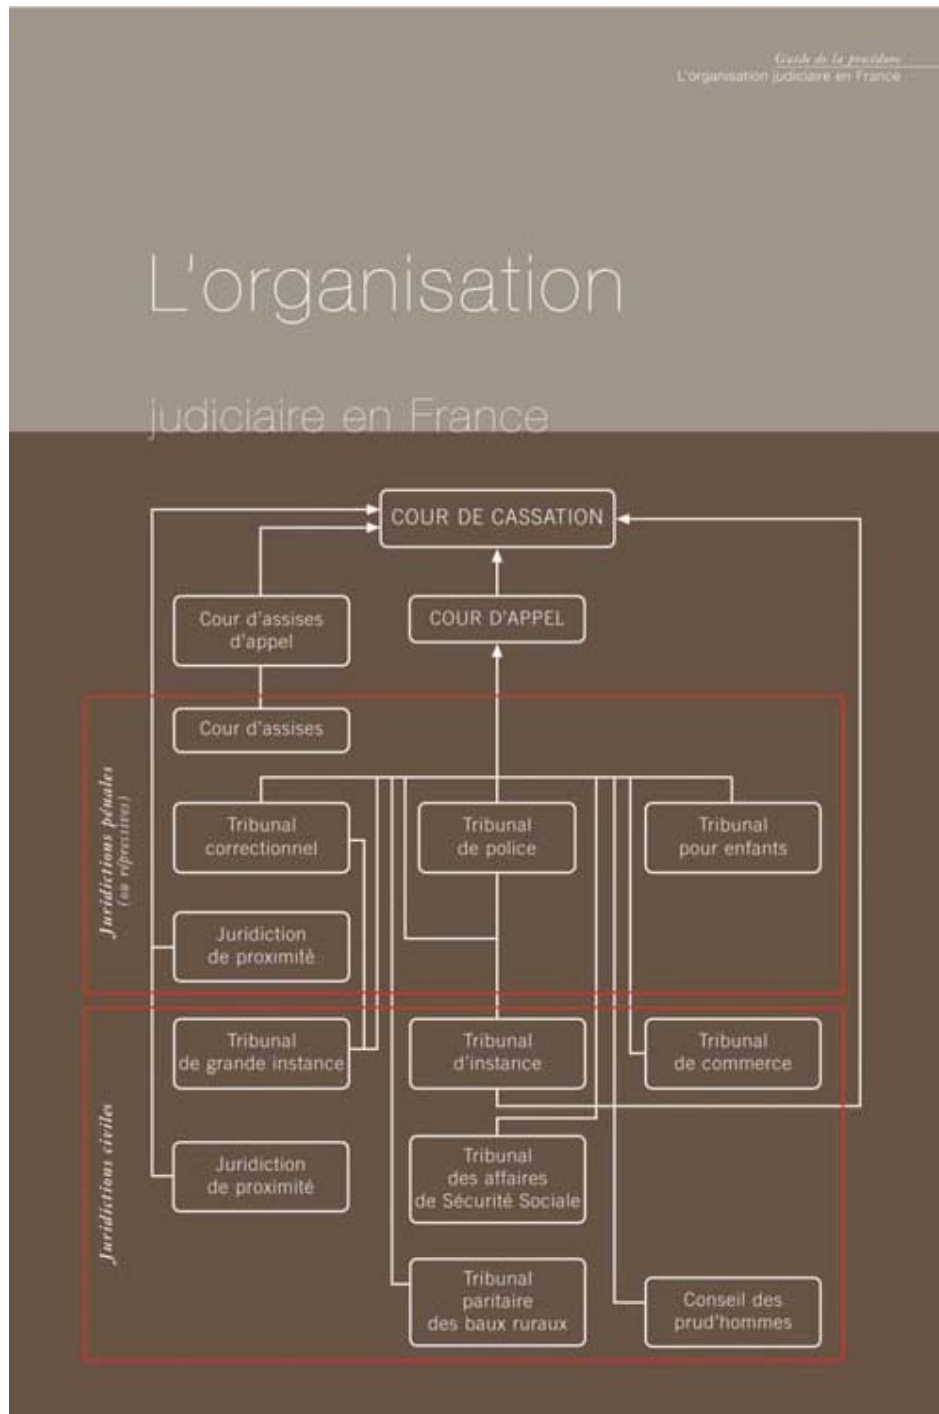 Guide de la procédure
L'organisation judiciaire en France
L'organisation
judiciaire en France
COUR DE CASSATION
Cour d'assises
d'appel
COUR D'APPEL
Cour d'assises
Juridictions pénales
(ou répressives)
Tribunal
correctionnel
Tribunal
de police
Tribunal
pour enfants
Juridiction
de proximité
Juridictions civiles
Tribunal
de grande instance
Tribunal
d'instance
Tribunal
de commerce
Juridiction
de proximité
Tribunal
des affaires
de Sécurité Sociale
Tribunal
paritaire
des baux ruraux
Conseil des
prud'hommes